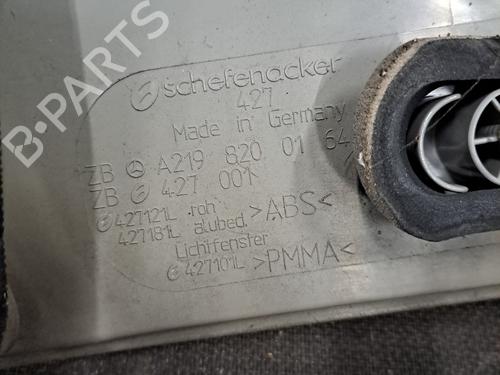 B-PARTS
schefenacker
427
Made in Germany
ZB A219 820 01 64
ZB 427 001
427121L roh >ABS<
427181L alubed.
Lichtfenster
427101L >PMMA<